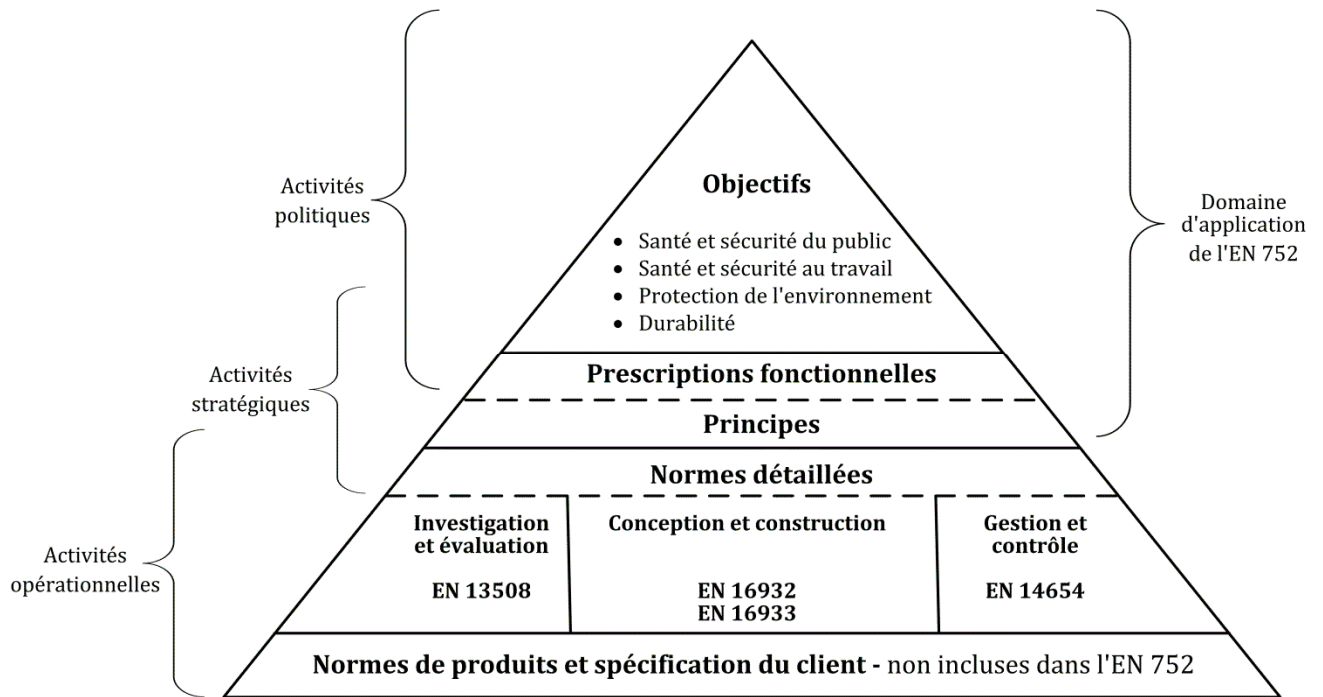 Objectifs
Activités
politiques
• Santé et sécurité du public
• Santé et sécurité au travail
• Protection de l'environnement
• Durabilité
Domaine
d'application
de l'EN 752
Prescriptions fonctionnelles
Activités
stratégiques
Principes
Normes détaillées
Activités
opérationnelles
Investigation
et évaluation
EN 13508
Conception et construction
EN 16932
EN 16933
Gestion et
contrôle
EN 14654
Normes de produits et spécification du client - non incluses dans l'EN 752